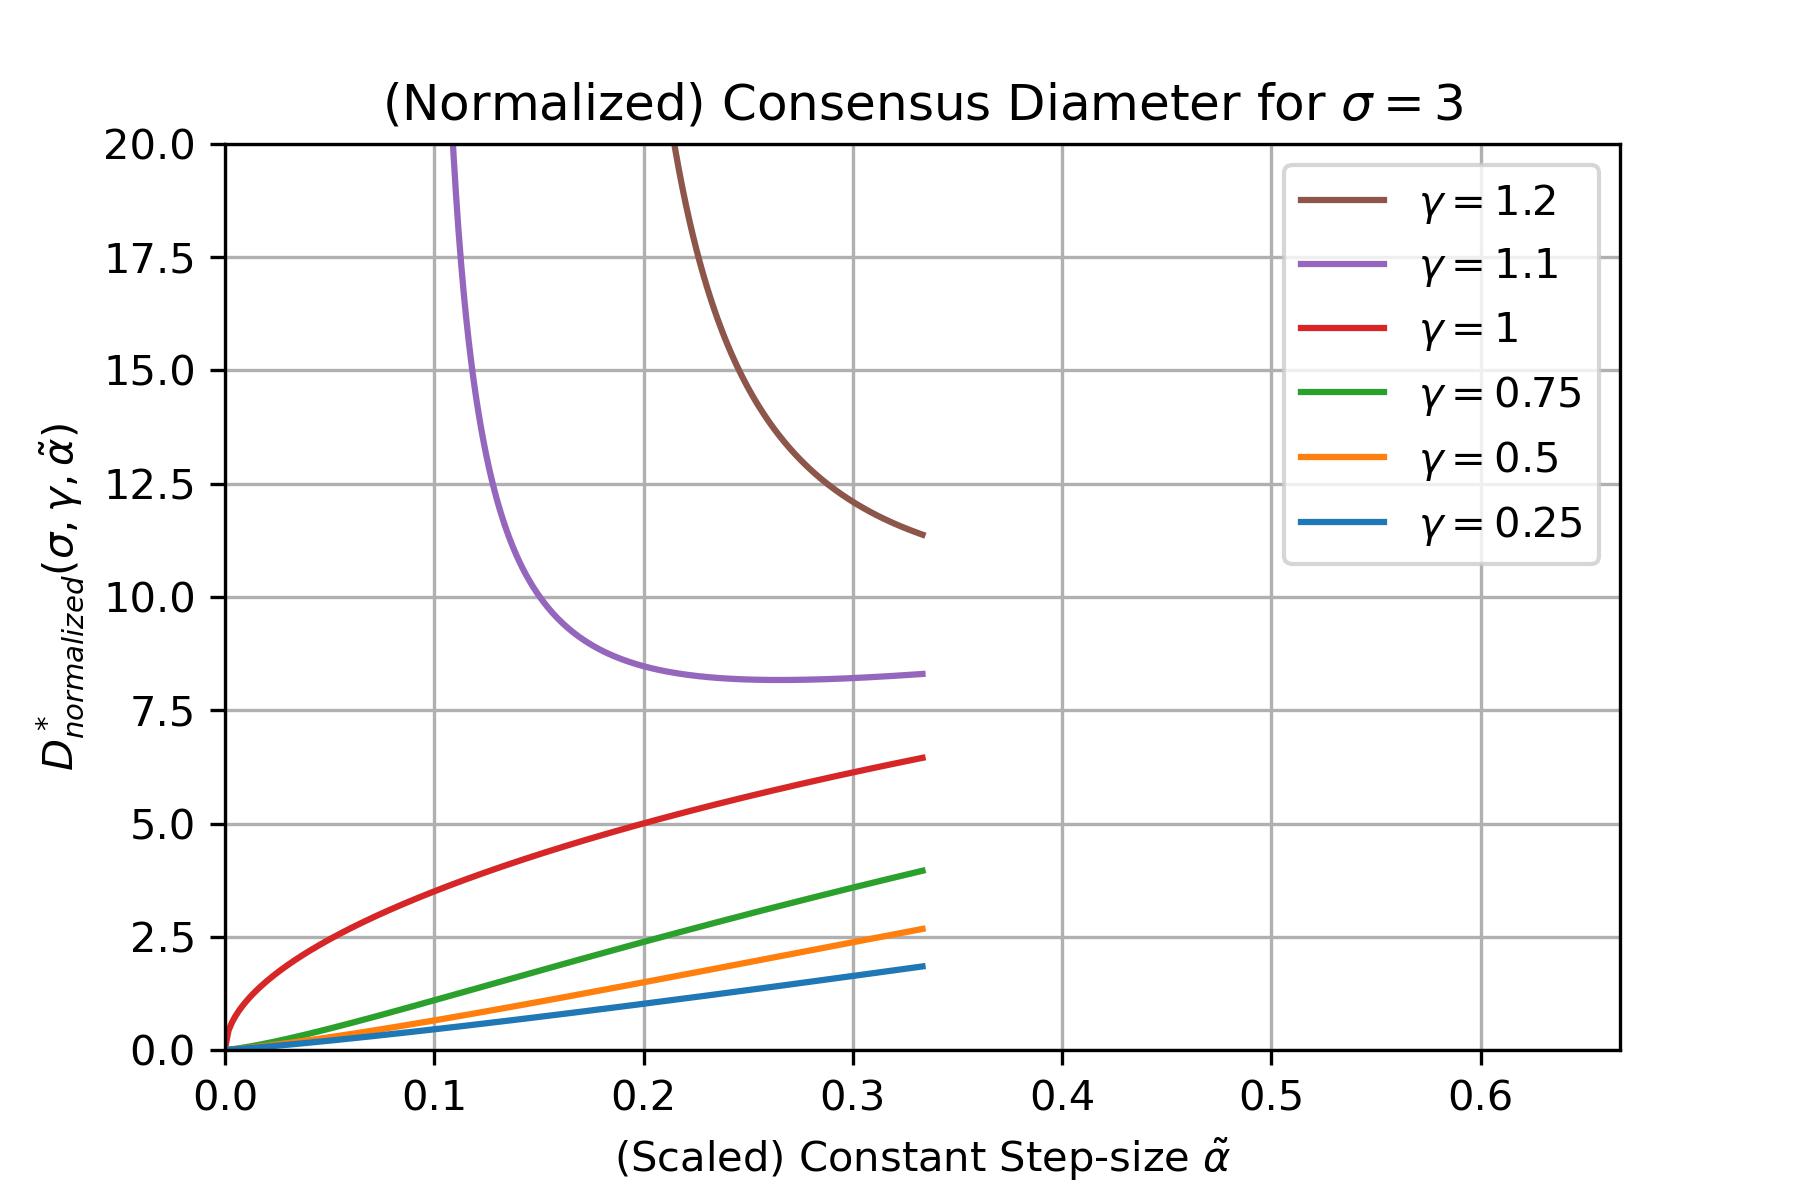 (Normalized) Consensus Diameter for σ = 3
20.0
17.5
15.0
12.5
10.0
7.5
5.0
2.5
0.0
D*normalized(σ, γ, α̃)
γ = 1.2
γ = 1.1
γ = 1
γ = 0.75
γ = 0.5
γ = 0.25
0.0 0.1 0.2 0.3 0.4 0.5 0.6
(Scaled) Constant Step-size α̃